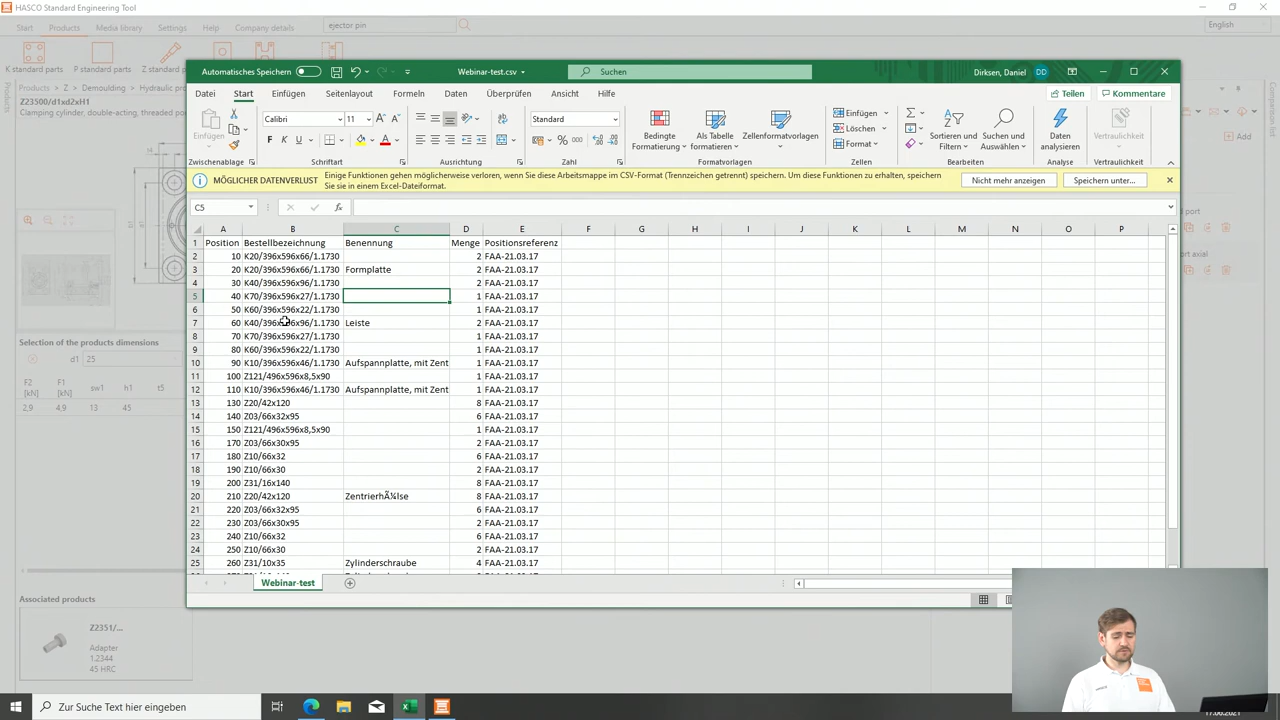 HASCO Standard Engineering Tool
Start Products Media library Settings Help Company details
ejector pin
English
K standard parts P standard parts Z standard
Products
Products > Z > Demoulding > Hydraulic
Z23500/d1xd2xH1
Clamping cylinder, double-acting, threaded
Add
port
Selection of the products dimensions
d1 25
F2 [kN] F1 [kN] sw1 h1 t5
2,9 4,9 13 45
Associated products
Z2351/...
Adapter
1.2344
45 HRC
Automatisches Speichern
Webinar-test.csv
Suchen
Dirksen, Daniel DD
Datei Start Einfügen Seitenlayout Formeln Daten Überprüfen Ansicht Hilfe
Teilen Kommentare
Einfügen
Calibri 11
F K U
Standard
Bedingte Formatierung
Als Tabelle formatieren
Zellenformatvorlagen
Einfügen
Löschen
Format
Sortieren und Filtern
Suchen und Auswählen
Daten analysieren
Vertraulichkeit
Zwischenablage Schriftart Ausrichtung Zahl Formatvorlagen Zellen Bearbeiten Analyse Vertraulichkeit
MÖGLICHER DATENVERLUST Einige Funktionen gehen möglicherweise verloren, wenn Sie diese Arbeitsmappe im CSV-Format (Trennzeichen getrennt) speichern. Um diese Funktionen zu erhalten, speichern
Sie sie in einem Excel-Dateiformat.
Nicht mehr anzeigen Speichern unter...
C5 fx
A B C D E F G H I J K L M N O P
1 Position Bestellbezeichnung Benennung Menge Positionsreferenz
2 10 K20/396x596x66/1.1730 2 FAA-21.03.17
3 20 K20/396x596x66/1.1730 Formplatte 2 FAA-21.03.17
4 30 K40/396x596x96/1.1730 2 FAA-21.03.17
5 40 K70/396x596x27/1.1730 1 FAA-21.03.17
6 50 K60/396x596x22/1.1730 1 FAA-21.03.17
7 60 K40/396x596x96/1.1730 Leiste 2 FAA-21.03.17
8 70 K70/396x596x27/1.1730 1 FAA-21.03.17
9 80 K60/396x596x22/1.1730 1 FAA-21.03.17
10 90 K10/396x596x46/1.1730 Aufspannplatte, mit Zent 1 FAA-21.03.17
11 100 Z121/496x596x8,5x90 1 FAA-21.03.17
12 110 K10/396x596x46/1.1730 Aufspannplatte, mit Zent 1 FAA-21.03.17
13 130 Z20/42x120 8 FAA-21.03.17
14 140 Z03/66x32x95 6 FAA-21.03.17
15 150 Z121/496x596x8,5x90 1 FAA-21.03.17
16 170 Z03/66x30x95 2 FAA-21.03.17
17 180 Z10/66x32 6 FAA-21.03.17
18 190 Z10/66x30 2 FAA-21.03.17
19 200 Z31/16x140 8 FAA-21.03.17
20 210 Z20/42x120 ZentrierhÃ¼lse 8 FAA-21.03.17
21 220 Z03/66x32x95 6 FAA-21.03.17
22 230 Z03/66x30x95 2 FAA-21.03.17
23 240 Z10/66x32 6 FAA-21.03.17
24 250 Z10/66x30 2 FAA-21.03.17
25 260 Z31/10x35 Zylinderschraube 4 FAA-21.03.17
Webinar-test
HASCO
Zur Suche Text hier eingeben
17.06.2021